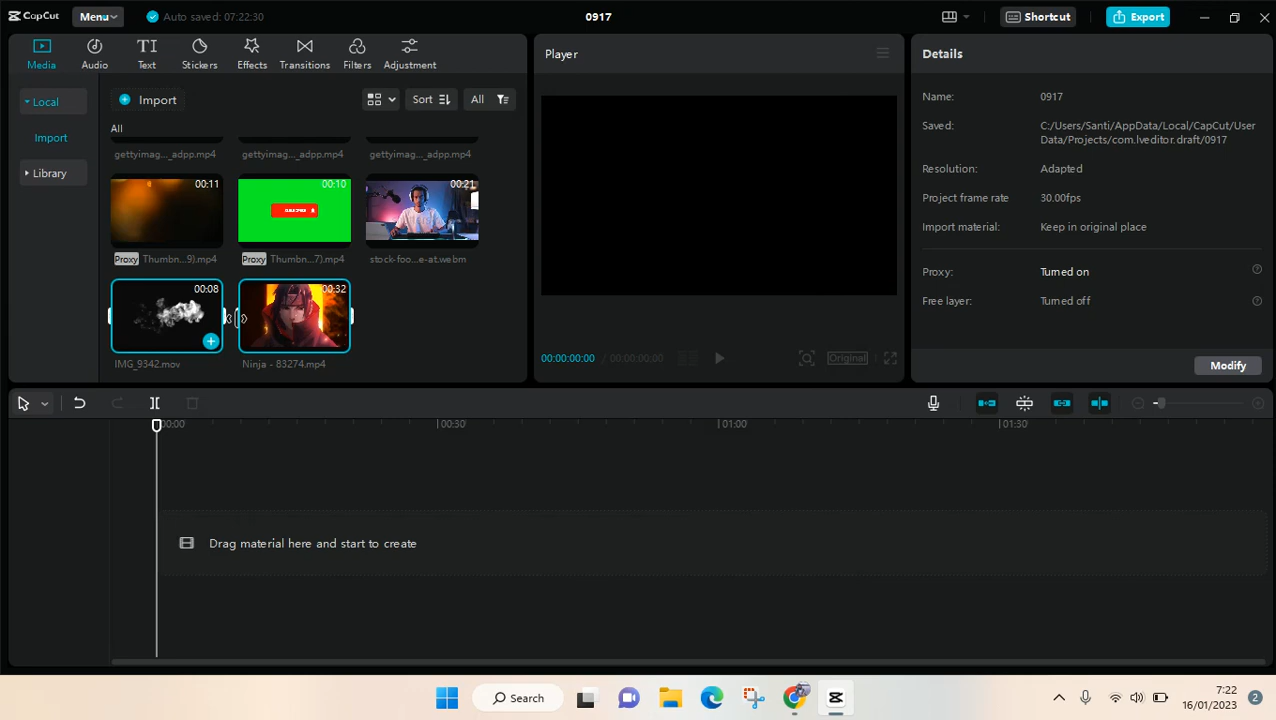 CapCut Menu Auto saved: 07:22:30 0917 Shortcut Export
Media Audio Text Stickers Effects Transitions Filters Adjustment
Local
Import
Library
Import Sort All
All
gettyimag..._adpp.mp4 gettyimag..._adpp.mp4 gettyimag..._adpp.mp4
00:11 00:10 00:21
SUBSCRIBE
Proxy Thumbn...9).mp4 Proxy Thumbn...7).mp4 stock-foo...e-at.webm
00:08 00:32
IMG_9342.mov Ninja - 83274.mp4
Player
00:00:00:00 / 00:00:00:00 Original
Details
Name: 0917
Saved: C:/Users/Santi/AppData/Local/CapCut/User
Data/Projects/com.lveditor.draft/0917
Resolution: Adapted
Project frame rate 30.00fps
Import material: Keep in original place
Proxy: Turned on
Free layer: Turned off
Modify
00:00 00:30 01:00 01:30
Drag material here and start to create
Search
7:22
16/01/2023 2